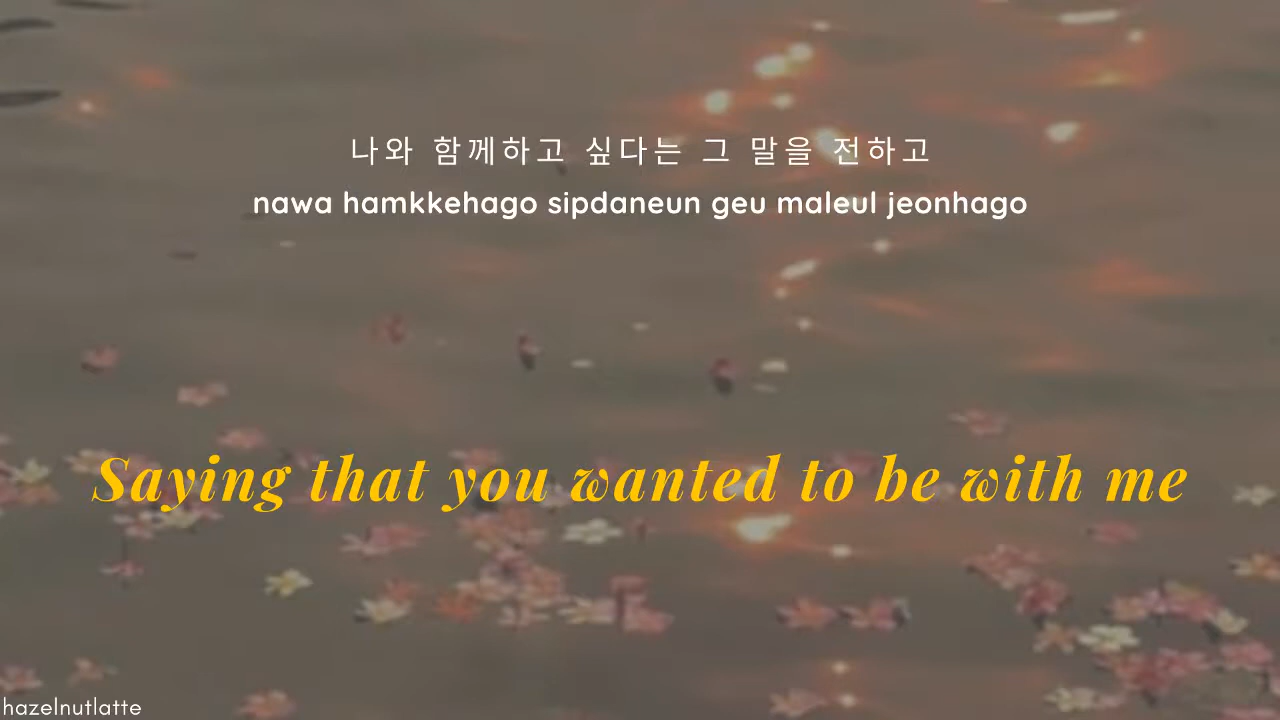 나와 함께하고 싶다는 그 말을 전하고
nawa hamkkehago sipdaneun geu maleul jeonhago
Saying that you wanted to be with me
hazelnutlatte